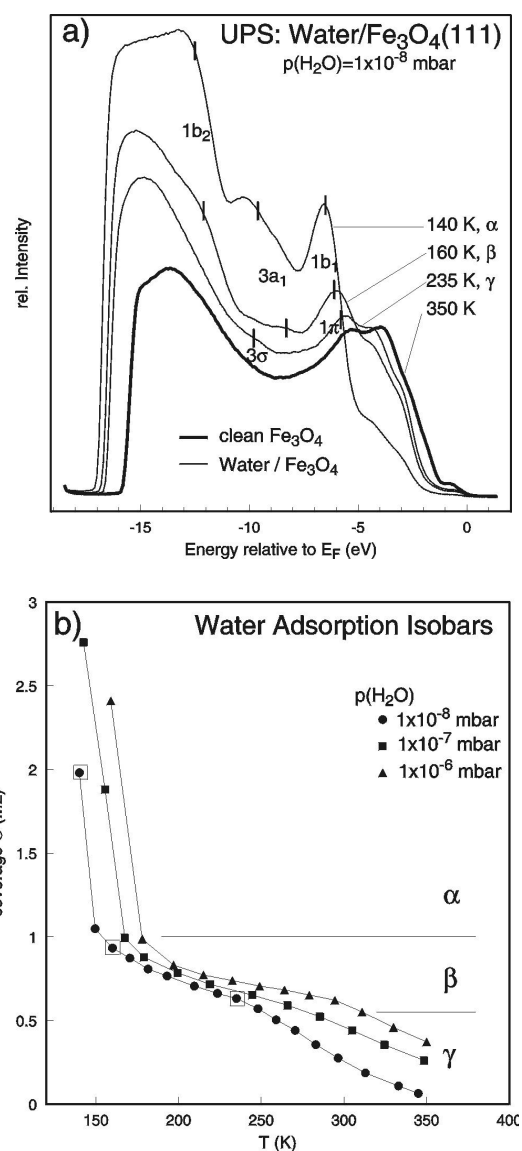 a)
UPS: Water/Fe₃O₄(111)
p(H₂O)=1x10⁻⁸ mbar
1b₂
3a₁
1b₁
140 K, α
160 K, β
235 K, γ
350 K
3σ
1π
clean Fe₃O₄
Water / Fe₃O₄
rel. Intensity
-15
-10
-5
0
Energy relative to E_F (eV)
b)
Water Adsorption Isobars
p(H₂O)
1x10⁻⁸ mbar
1x10⁻⁷ mbar
1x10⁻⁶ mbar
3
2.5
2
1.5
1
0.5
0
α
β
γ
150
200
250
300
350
400
T (K)